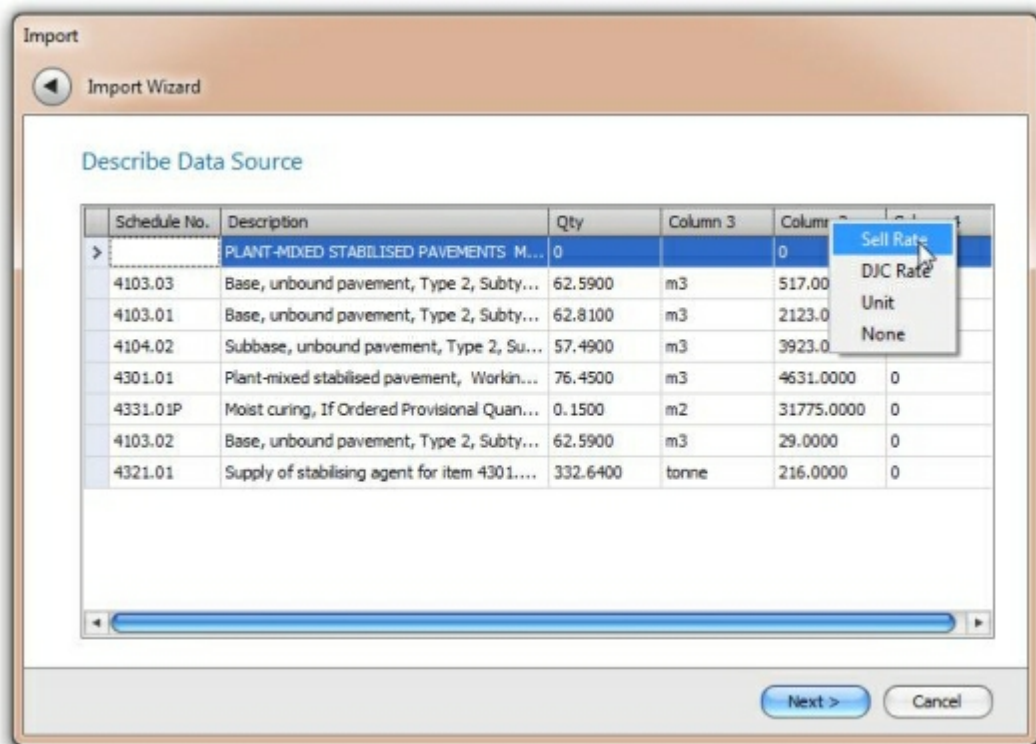 Import
Import Wizard
Describe Data Source
Schedule No. Description Qty Column 3
PLANT-MIXED STABILISED PAVEMENTS M... 0 0
4103.03 Base, unbound pavement, Type 2, Subty... 62.5900 m3 517.00
4103.01 Base, unbound pavement, Type 2, Subty... 62.8100 m3 2123.0
4104.02 Subbase, unbound pavement, Type 2, Su... 57.4900 m3 3923.0
4301.01 Plant-mixed stabilised pavement, Workin... 76.4500 m3 4631.0000 0
4331.01P Moist curing, If Ordered Provisional Quan... 0.1500 m2 31775.0000 0
4103.02 Base, unbound pavement, Type 2, Subty... 62.5900 m3 29.0000 0
4321.01 Supply of stabilising agent for item 4301.... 332.6400 tonne 216.0000 0
Sell Rate
DJC Rate
Unit
None
Next >
Cancel